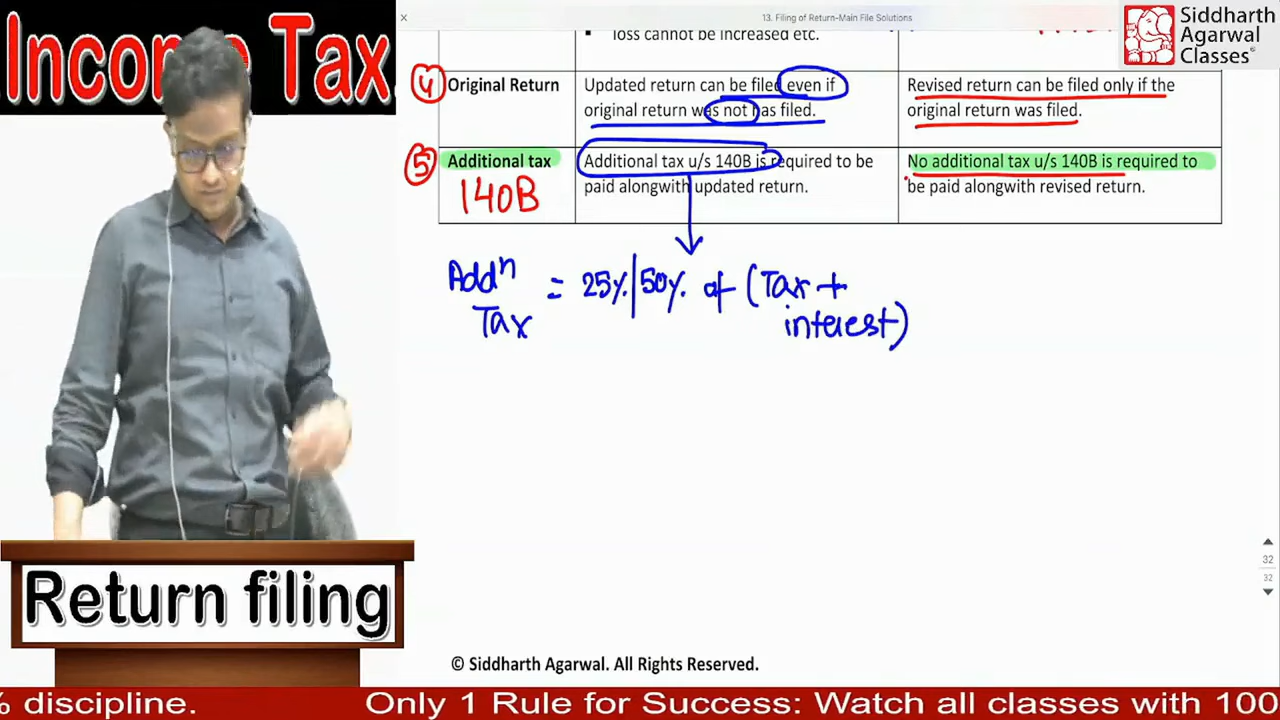 Income Tax.
Return filing
×
13. Filing of Return-Main File Solutions
Siddharth
Agarwal
Classes
loss cannot be increased etc.
4 Original Return
Updated return can be filed even if
original return was not has filed.
Revised return can be filed only if the
original return was filed.
5 Additional tax
140B
Additional tax u/s 140B is required to be
paid alongwith updated return.
No additional tax u/s 140B is required to
be paid alongwith revised return.
Addn
Tax
= 25%/50% of (Tax +
interest)
32
32
© Siddharth Agarwal. All Rights Reserved.
% discipline. Only 1 Rule for Success: Watch all classes with 100